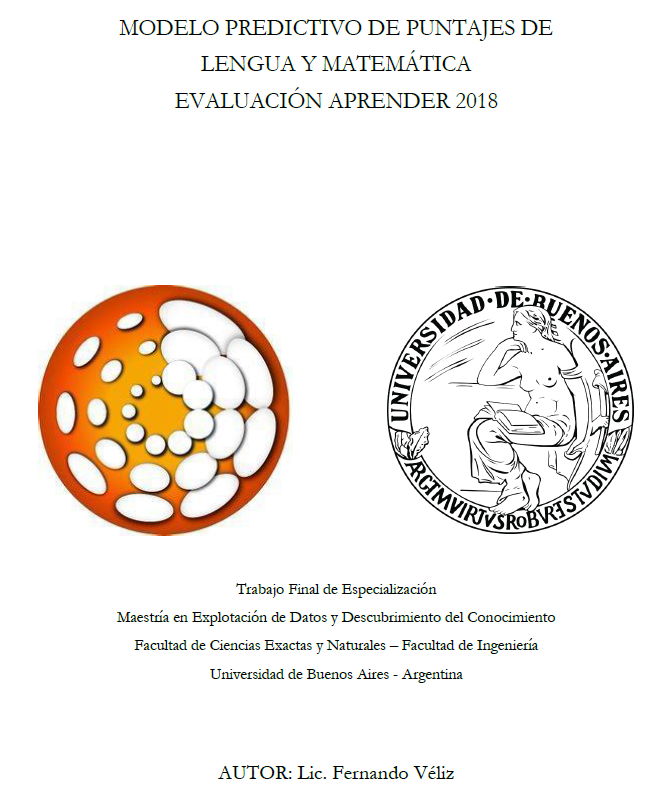 MODELO PREDICTIVO DE PUNTAJES DE
LENGUA Y MATEMÁTICA
EVALUACIÓN APRENDER 2018
UNIVERSIDAD·DE·BUENOS·AIRES
ARGTMVIRTVSROBVRESTVDIVM
Trabajo Final de Especialización
Maestría en Explotación de Datos y Descubrimiento del Conocimiento
Facultad de Ciencias Exactas y Naturales – Facultad de Ingeniería
Universidad de Buenos Aires - Argentina
AUTOR: Lic. Fernando Véliz